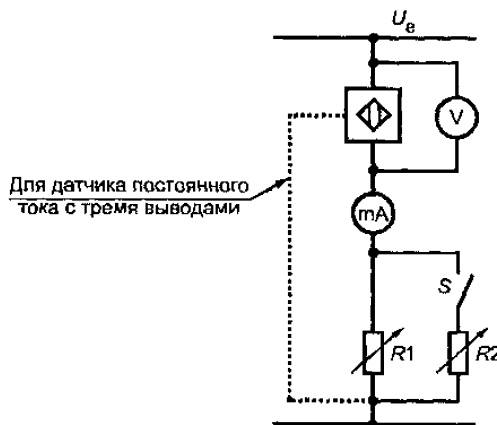 Uе
V
Для датчика постоянного
тока с тремя выводами
mA
S
R1
R2